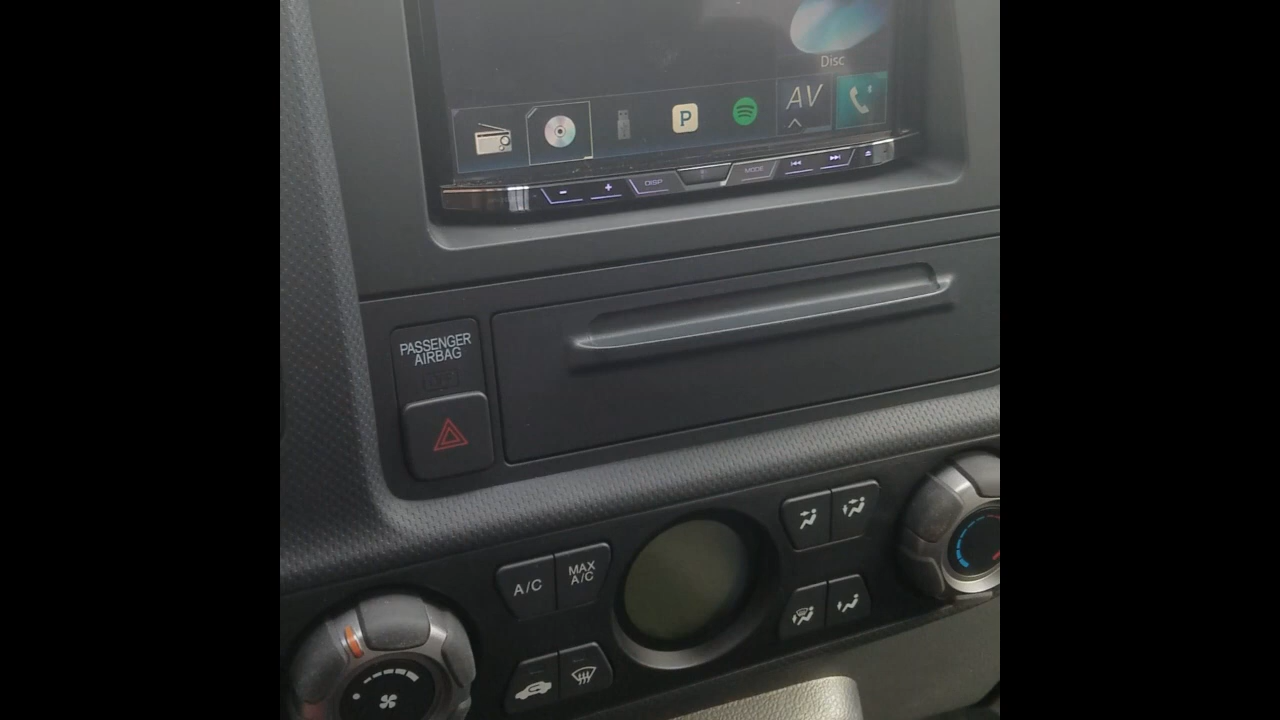 Disc
P
AV
- + DISP MODE
PASSENGER
AIRBAG
A/C
MAX
A/C